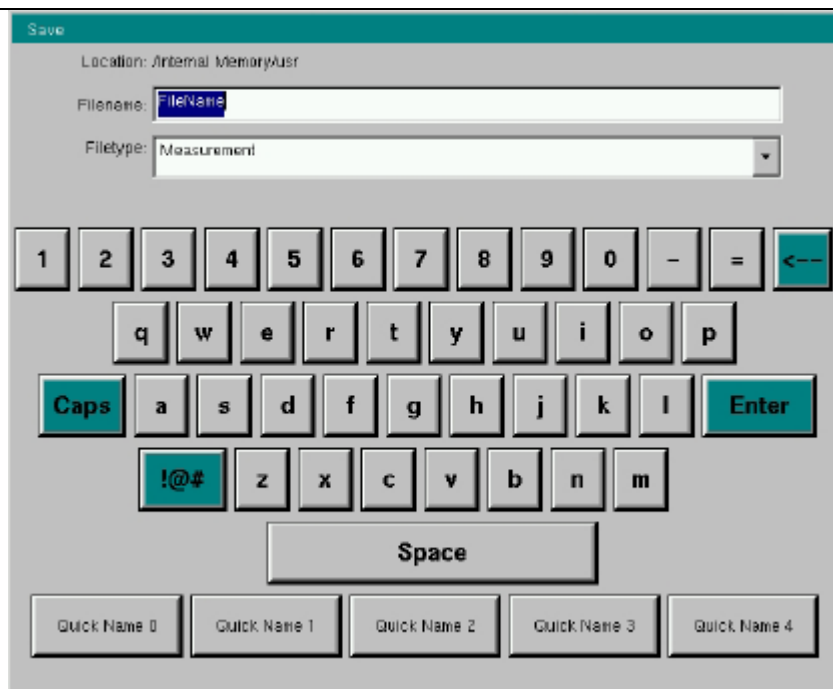 Save
Location: /Internal Memory/usr
Filename: FileName
Filetype: Measurement
1 2 3 4 5 6 7 8 9 0 - = <--
q w e r t y u i o p
Caps a s d f g h j k l Enter
!@# z x c v b n m
Space
Quick Name 0 Quick Name 1 Quick Name 2 Quick Name 3 Quick Name 4